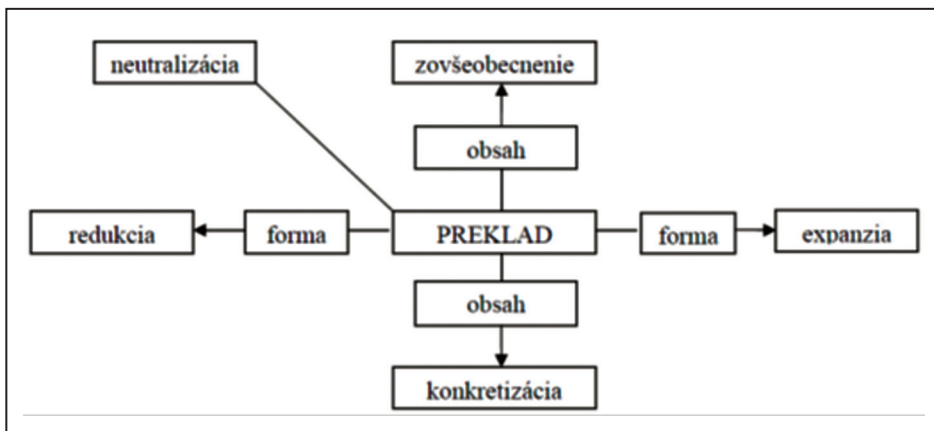 neutralizácia
zovšeobecnenie
obsah
redukcia
forma
PREKLAD
forma
expanzia
obsah
konkretizácia